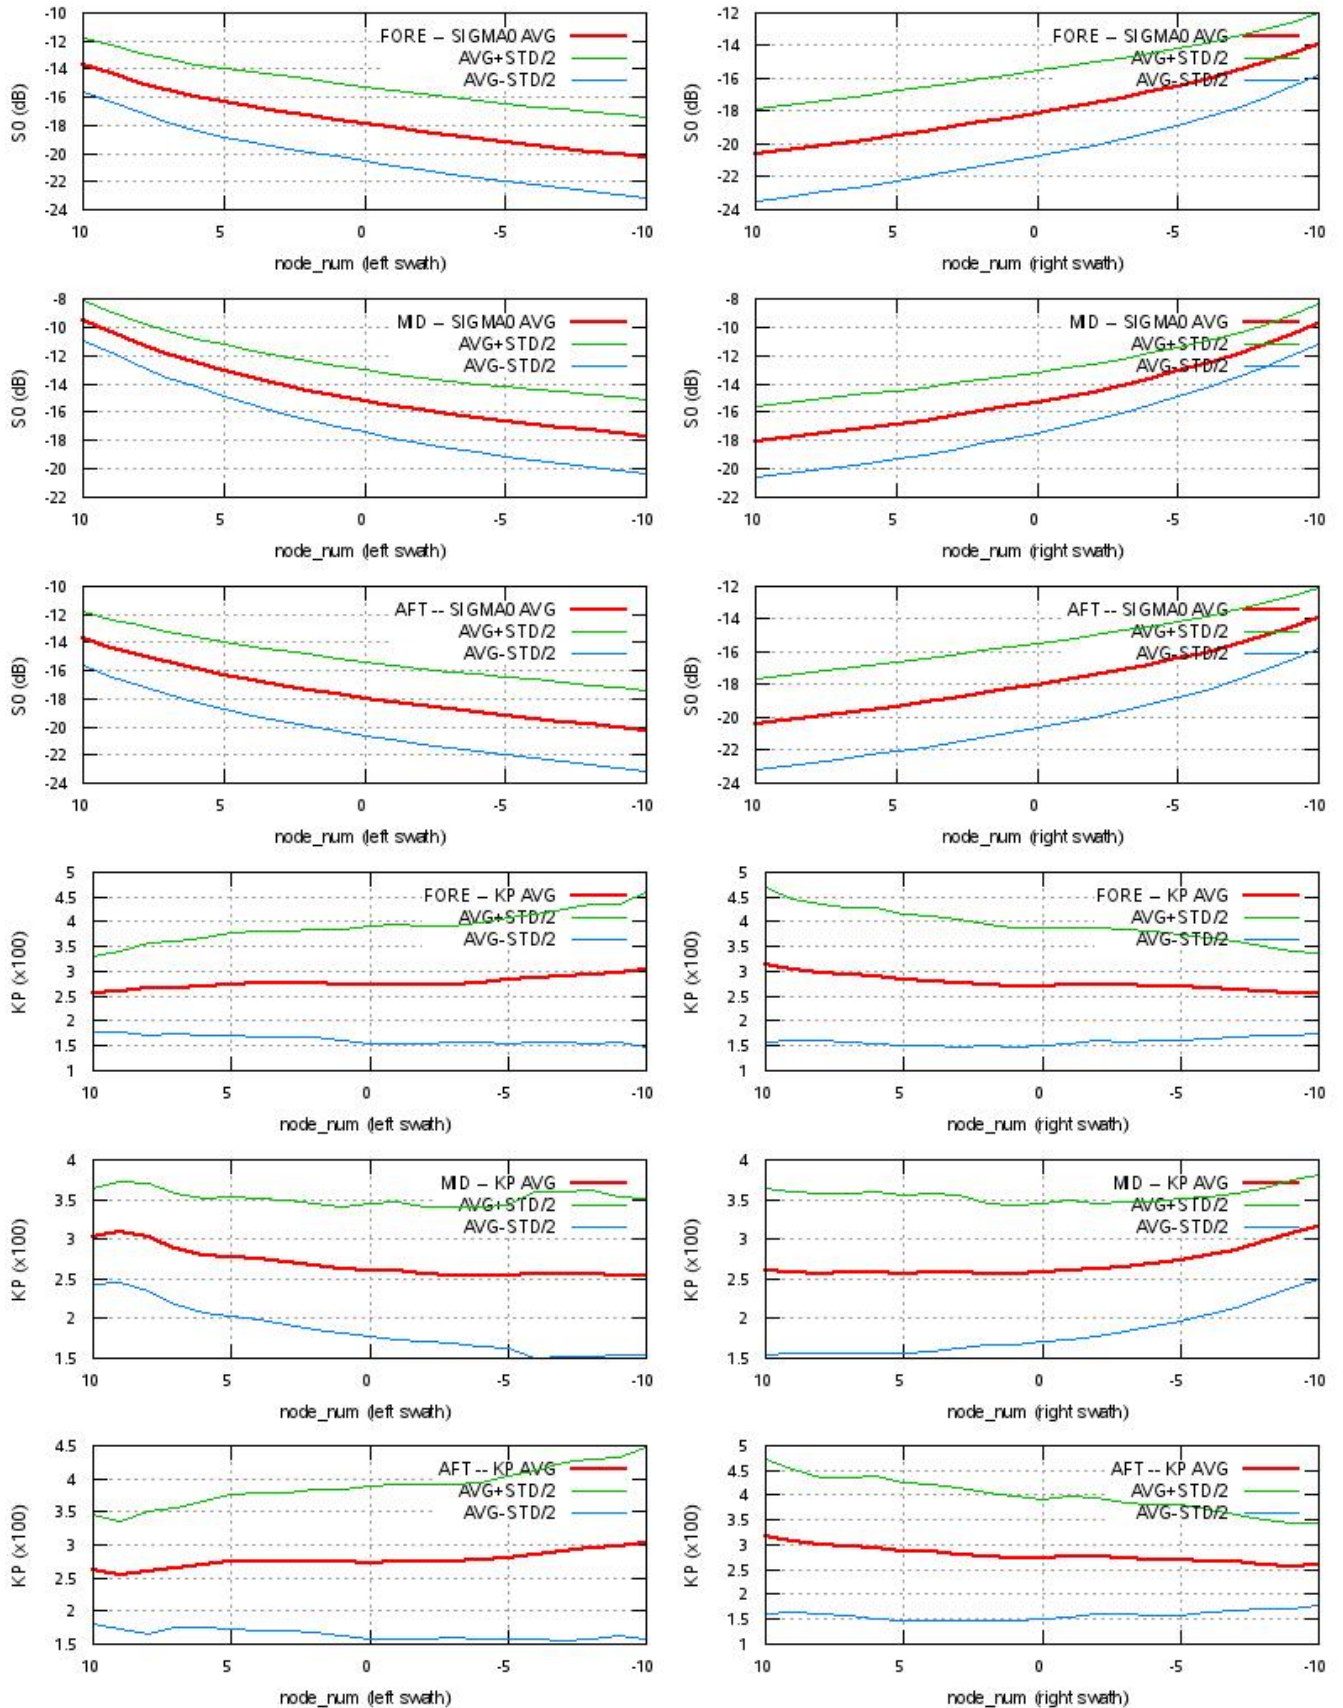 -10
-12
-14
-16
-18
-20
-22
-24
S0 (dB)
FORE -- SIGMA0 AVG
AVG+STD/2
AVG-STD/2
10 5 0 -5 -10
node_num (left swath)
-12
-14
-16
-18
-20
-22
-24
S0 (dB)
FORE -- SIGMA0 AVG
AVG+STD/2
AVG-STD/2
10 5 0 -5 -10
node_num (right swath)
-8
-10
-12
-14
-16
-18
-20
-22
S0 (dB)
MID -- SIGMA0 AVG
AVG+STD/2
AVG-STD/2
10 5 0 -5 -10
node_num (left swath)
-8
-10
-12
-14
-16
-18
-20
-22
S0 (dB)
MID -- SIGMA0 AVG
AVG+STD/2
AVG-STD/2
10 5 0 -5 -10
node_num (right swath)
-10
-12
-14
-16
-18
-20
-22
-24
S0 (dB)
AFT -- SIGMA0 AVG
AVG+STD/2
AVG-STD/2
10 5 0 -5 -10
node_num (left swath)
-12
-14
-16
-18
-20
-22
-24
S0 (dB)
AFT -- SIGMA0 AVG
AVG+STD/2
AVG-STD/2
10 5 0 -5 -10
node_num (right swath)
5
4.5
4
3.5
3
2.5
2
1.5
1
KP (x100)
FORE -- KP AVG
AVG+STD/2
AVG-STD/2
10 5 0 -5 -10
node_num (left swath)
5
4.5
4
3.5
3
2.5
2
1.5
1
KP (x100)
FORE -- KP AVG
AVG+STD/2
AVG-STD/2
10 5 0 -5 -10
node_num (right swath)
4
3.5
3
2.5
2
1.5
KP (x100)
MID -- KP AVG
AVG+STD/2
AVG-STD/2
10 5 0 -5 -10
node_num (left swath)
4
3.5
3
2.5
2
1.5
KP (x100)
MID -- KP AVG
AVG+STD/2
AVG-STD/2
10 5 0 -5 -10
node_num (right swath)
4.5
4
3.5
3
2.5
2
1.5
KP (x100)
AFT -- KP AVG
AVG+STD/2
AVG-STD/2
10 5 0 -5 -10
node_num (left swath)
5
4.5
4
3.5
3
2.5
2
1.5
1
KP (x100)
AFT -- KP AVG
AVG+STD/2
AVG-STD/2
10 5 0 -5 -10
node_num (right swath)